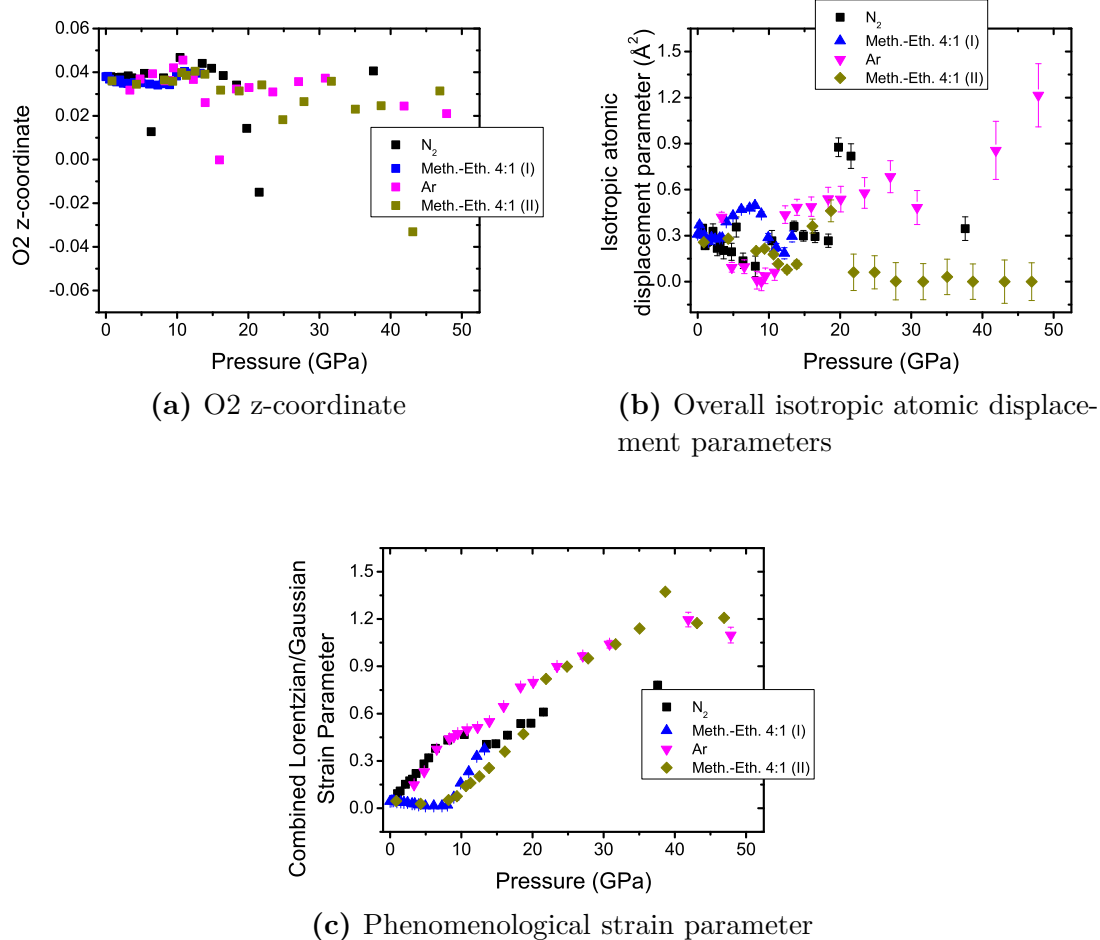 0.06
0.04
0.02
0.00
-0.02
-0.04
-0.06
O2 z-coordinate
0 10 20 30 40 50
Pressure (GPa)
N2
Meth.-Eth. 4:1 (I)
Ar
Meth.-Eth. 4:1 (II)
(a) O2 z-coordinate
1.5
1.2
0.9
0.6
0.3
0.0
Isotropic atomic
displacement parameter (Å²)
0 10 20 30 40 50
Pressure (GPa)
N2
Meth.-Eth. 4:1 (I)
Ar
Meth.-Eth. 4:1 (II)
(b) Overall isotropic atomic displace-
ment parameters
1.5
1.2
0.9
0.6
0.3
0.0
Combined Lorentzian/Gaussian
Strain Parameter
0 10 20 30 40 50
Pressure (GPa)
N2
Meth.-Eth. 4:1 (I)
Ar
Meth.-Eth. 4:1 (II)
(c) Phenomenological strain parameter